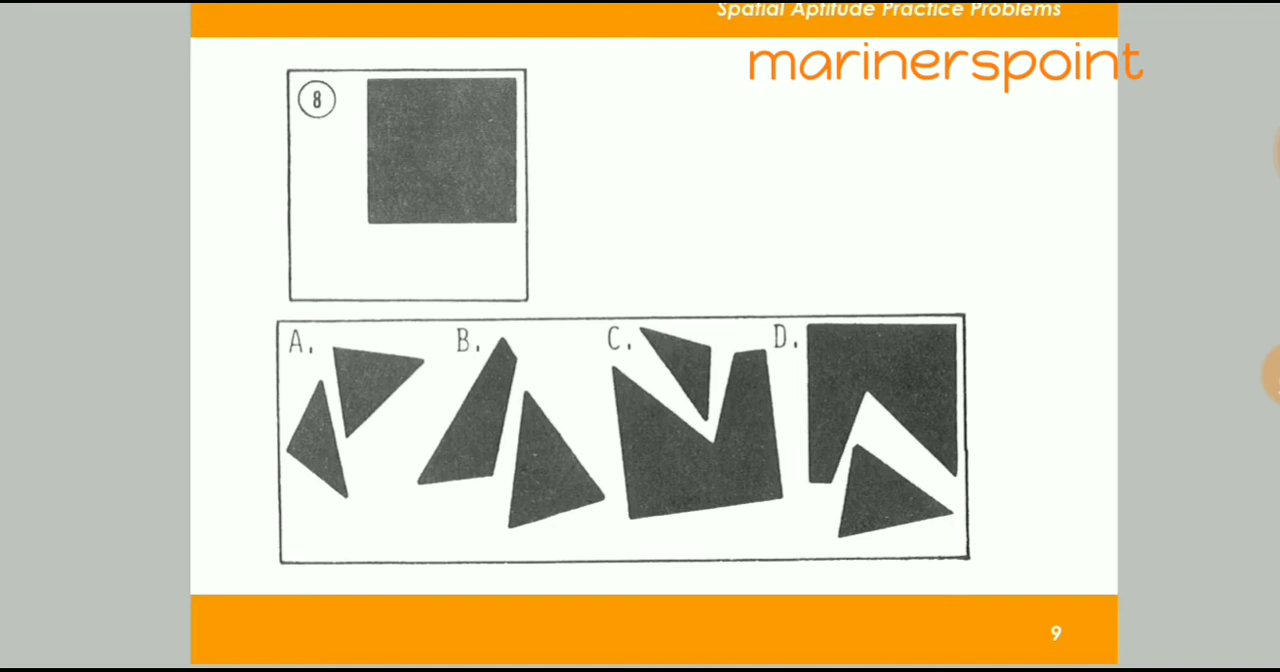 Spatial Aptitude Practice Problems
marinerspoint
8
A. B. C. D.
9